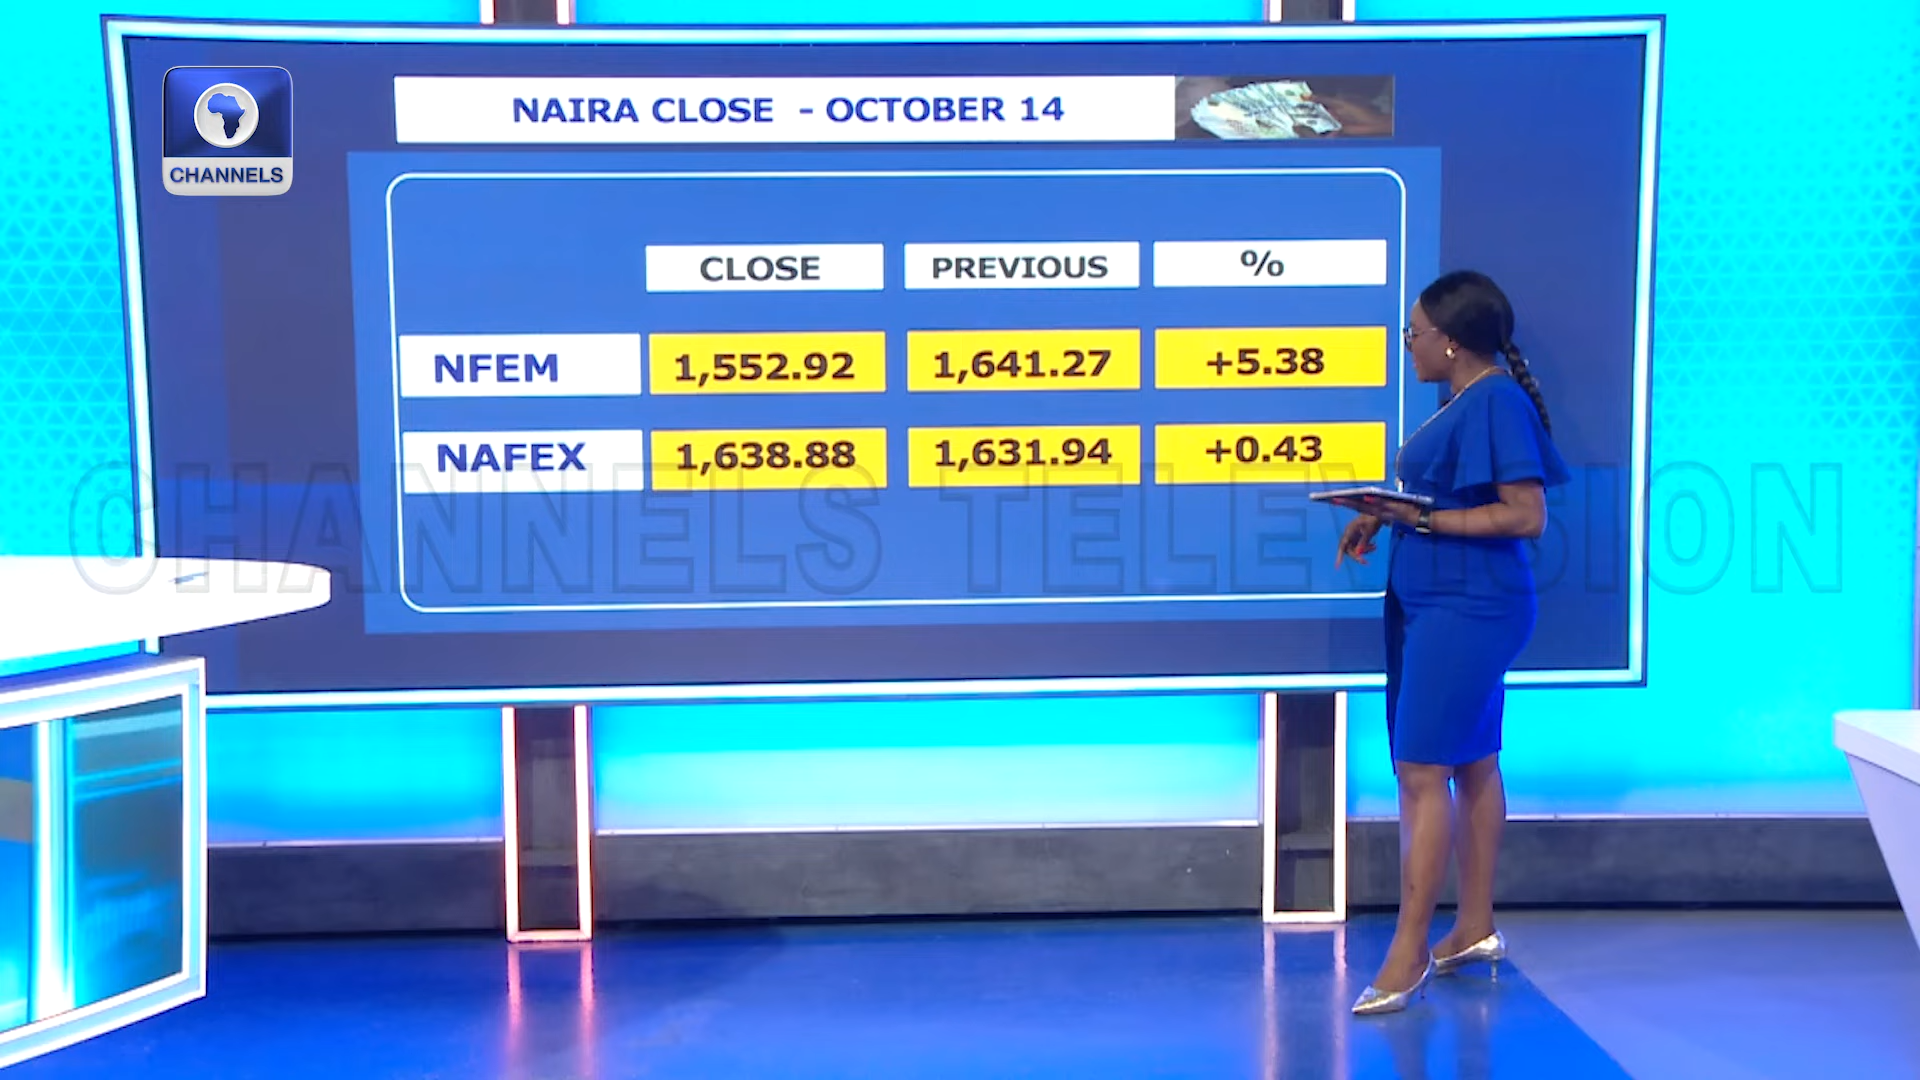 CHANNELS
NAIRA CLOSE - OCTOBER 14
CLOSE PREVIOUS %
NFEM 1,552.92 1,641.27 +5.38
NAFEX 1,638.88 1,631.94 +0.43
CHANNELS TELEVISION